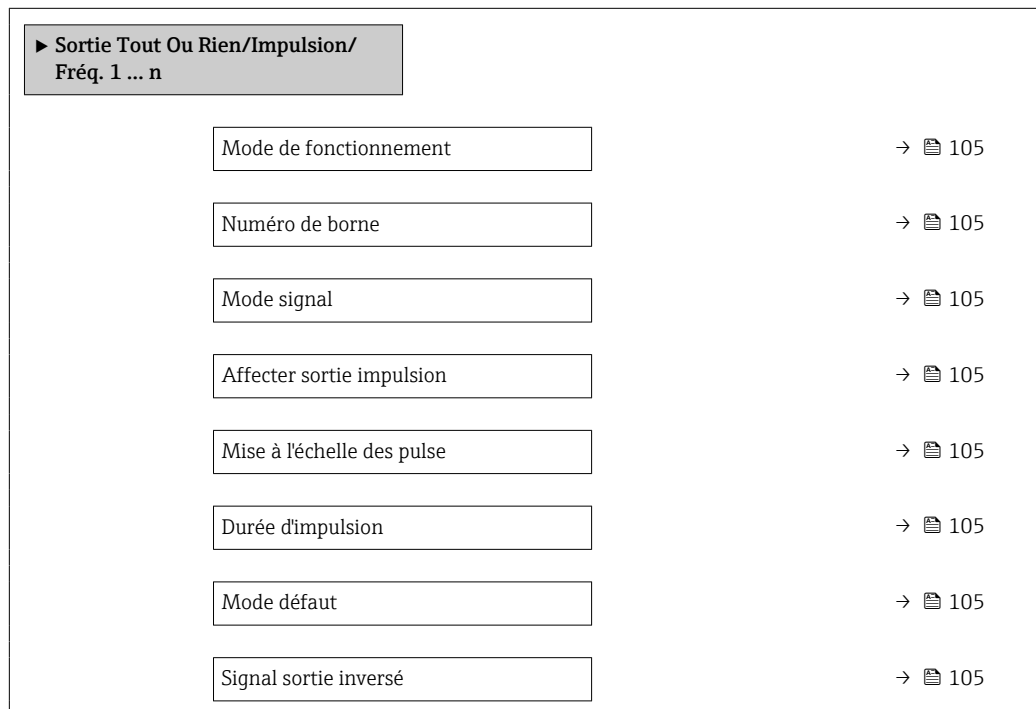 ▶ Sortie Tout Ou Rien/Impulsion/
Fréq. 1 … n
Mode de fonctionnement → 105
Numéro de borne → 105
Mode signal → 105
Affecter sortie impulsion → 105
Mise à l'échelle des pulse → 105
Durée d'impulsion → 105
Mode défaut → 105
Signal sortie inversé → 105